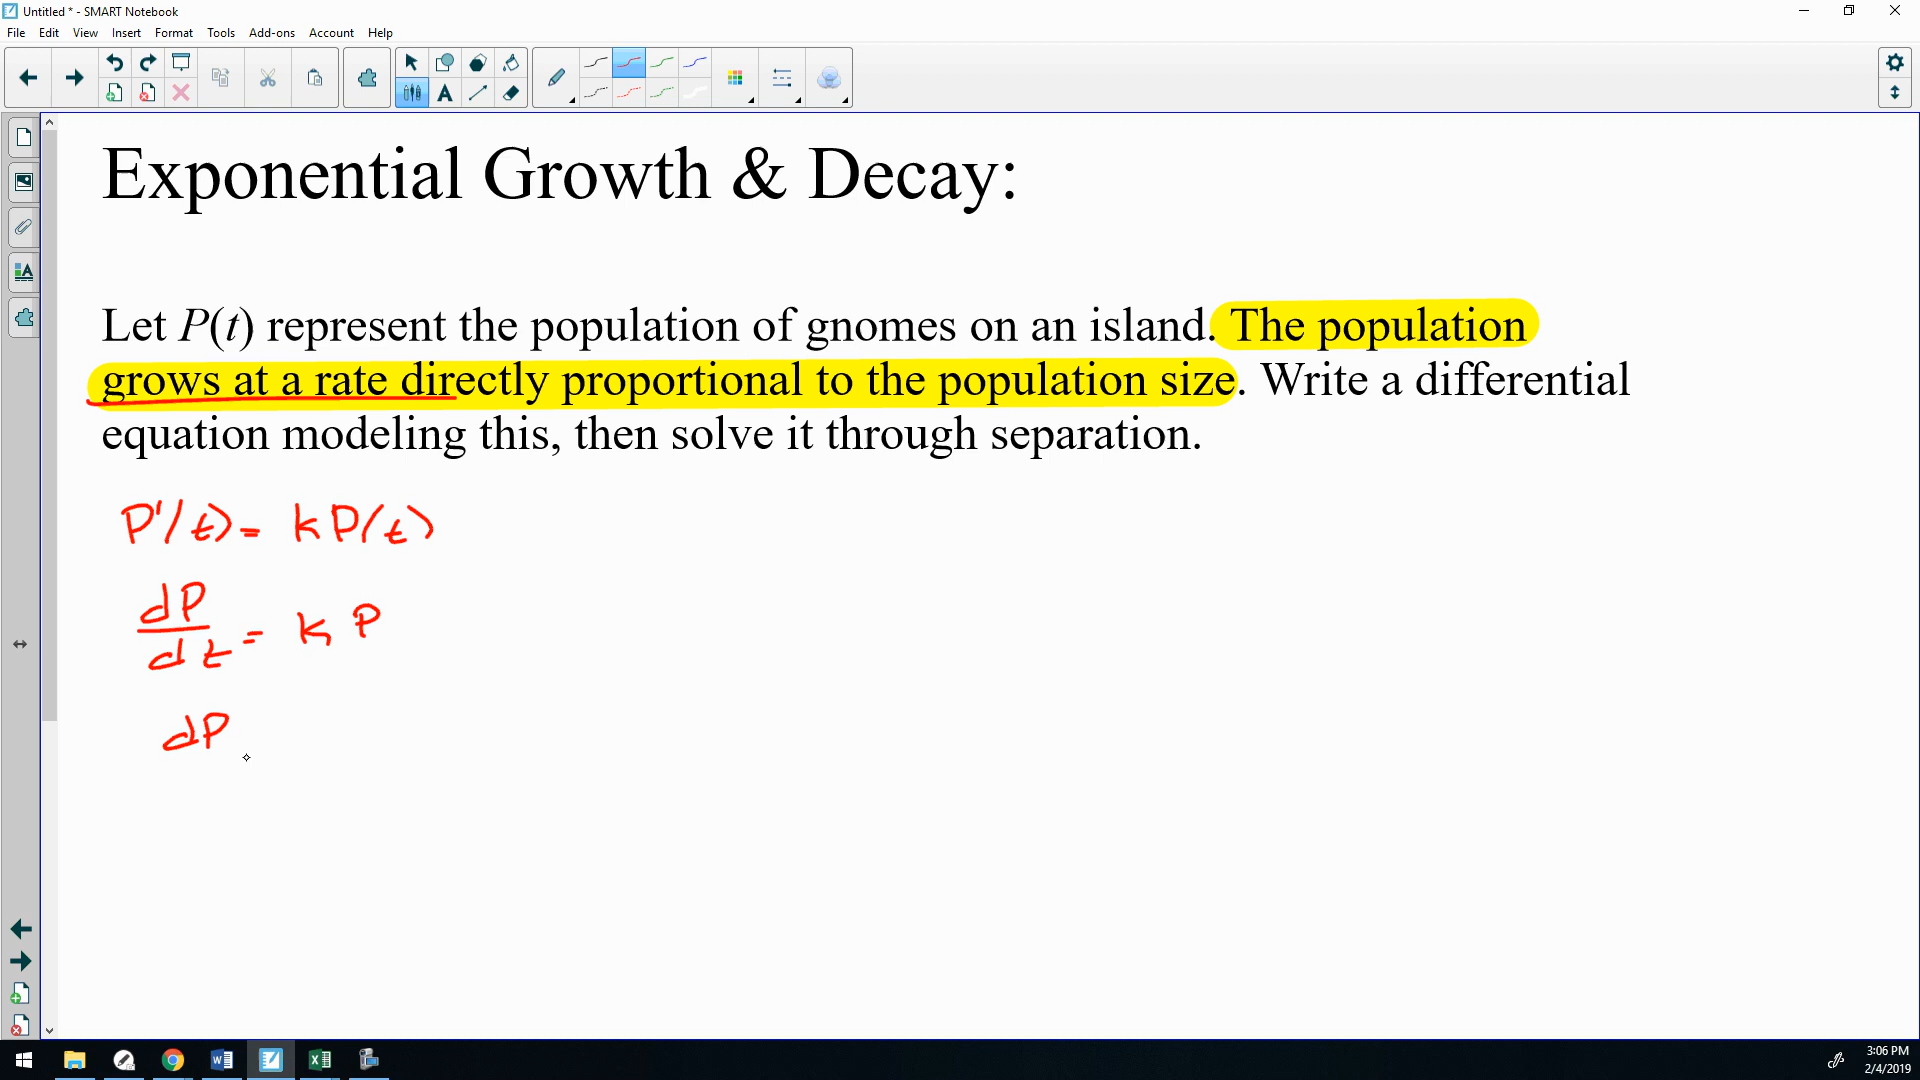 Untitled * - SMART Notebook
File Edit View Insert Format Tools Add-ons Account Help
Exponential Growth & Decay:
Let P(t) represent the population of gnomes on an island. The population
grows at a rate directly proportional to the population size. Write a differential
equation modeling this, then solve it through separation.
P'(t) = k P(t)
dP
dt = k P
dP
3:06 PM
2/4/2019